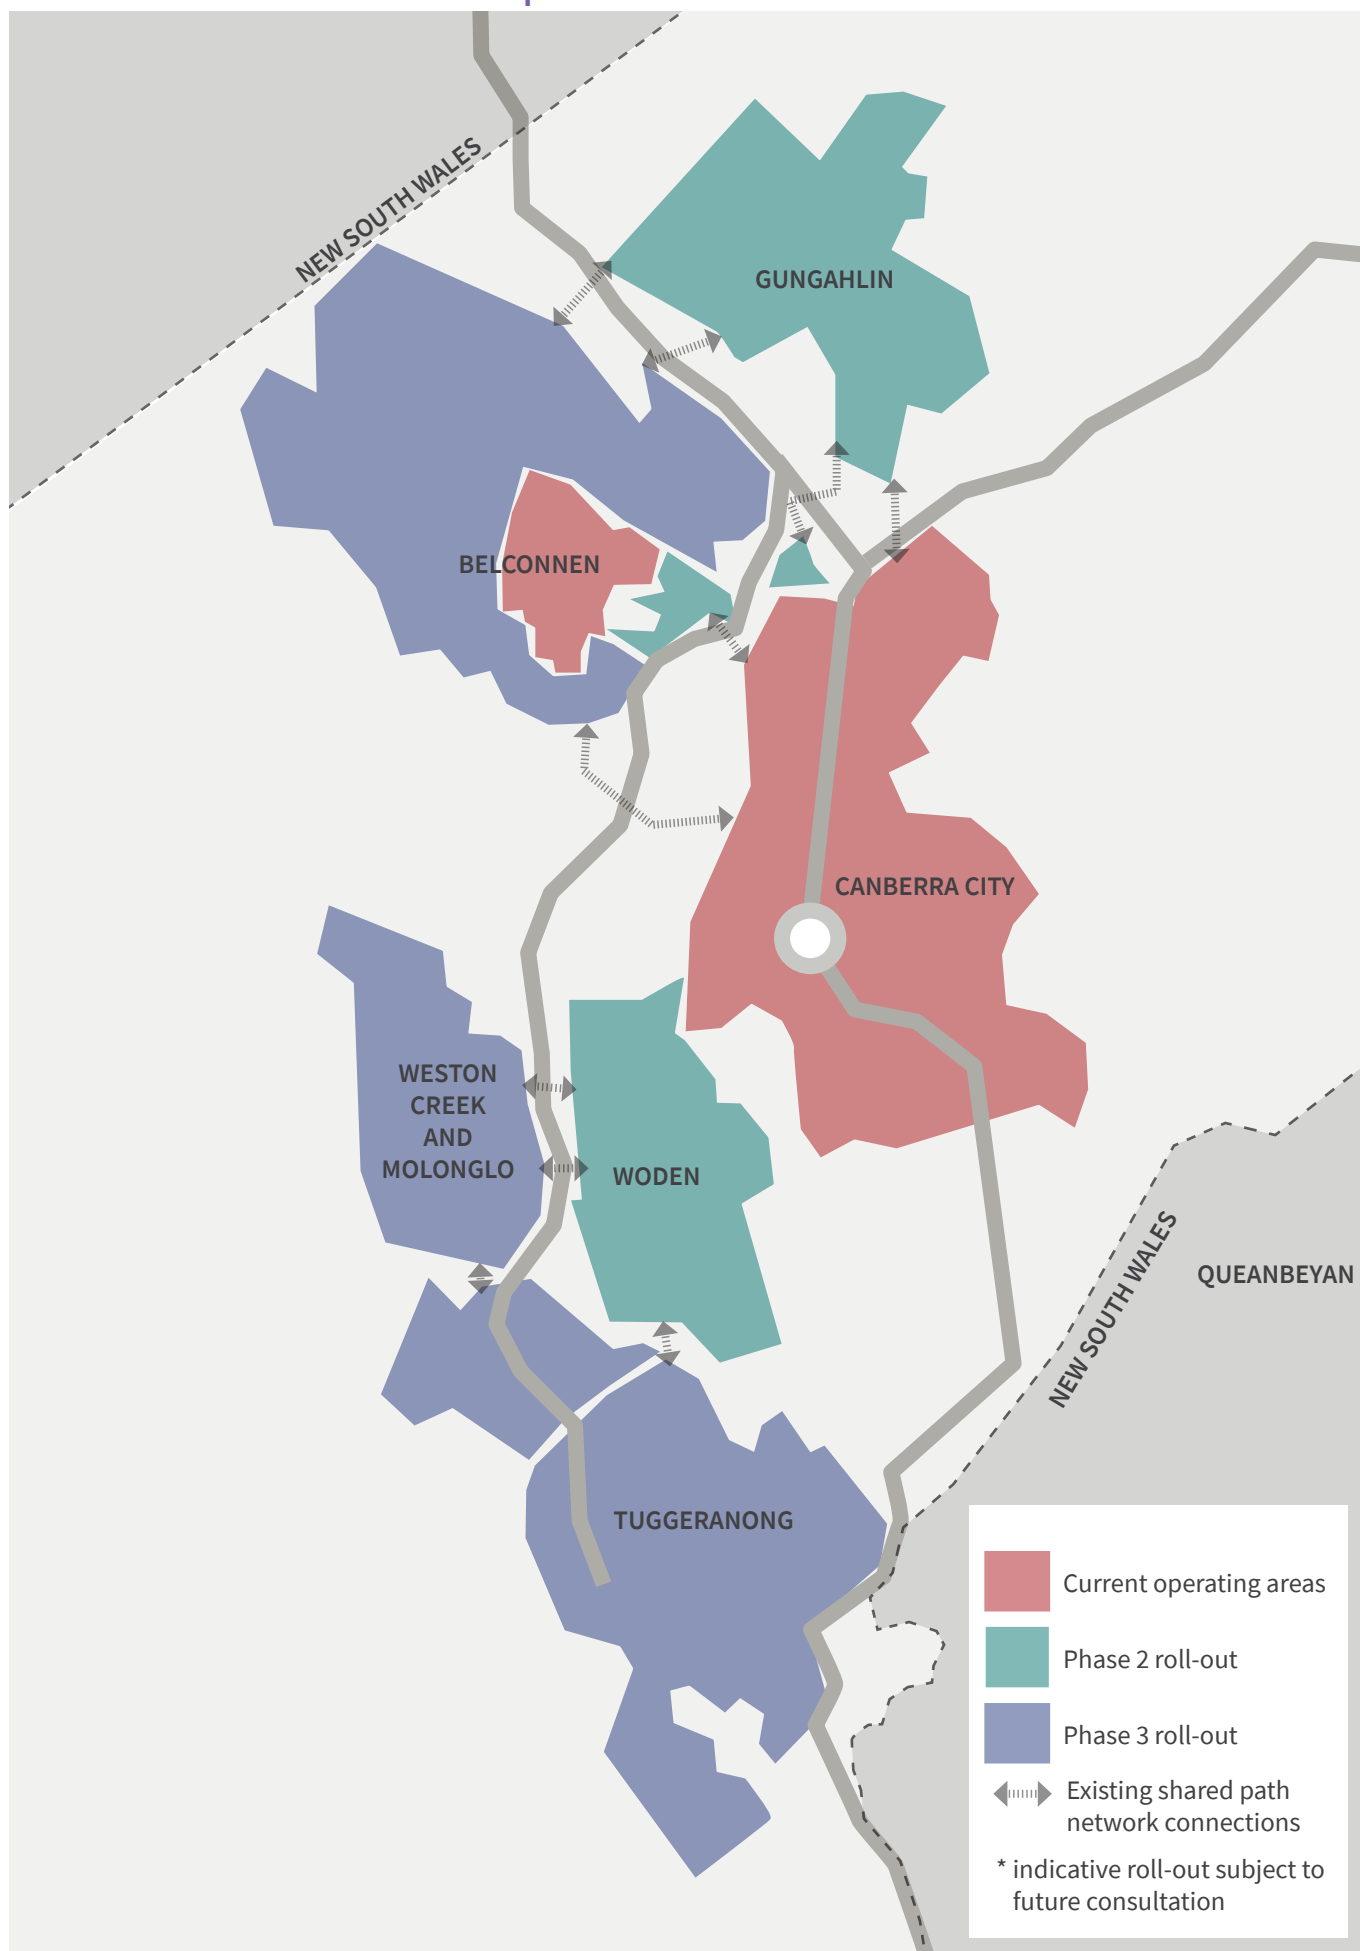 NEW SOUTH WALES
GUNGAHLIN
BELCONNEN
CANBERRA CITY
WESTON
CREEK
AND
MOLONGLO
WODEN
NEW SOUTH WALES
QUEANBEYAN
TUGGERANONG
Current operating areas
Phase 2 roll-out
Phase 3 roll-out
Existing shared path
network connections
* indicative roll-out subject to
future consultation